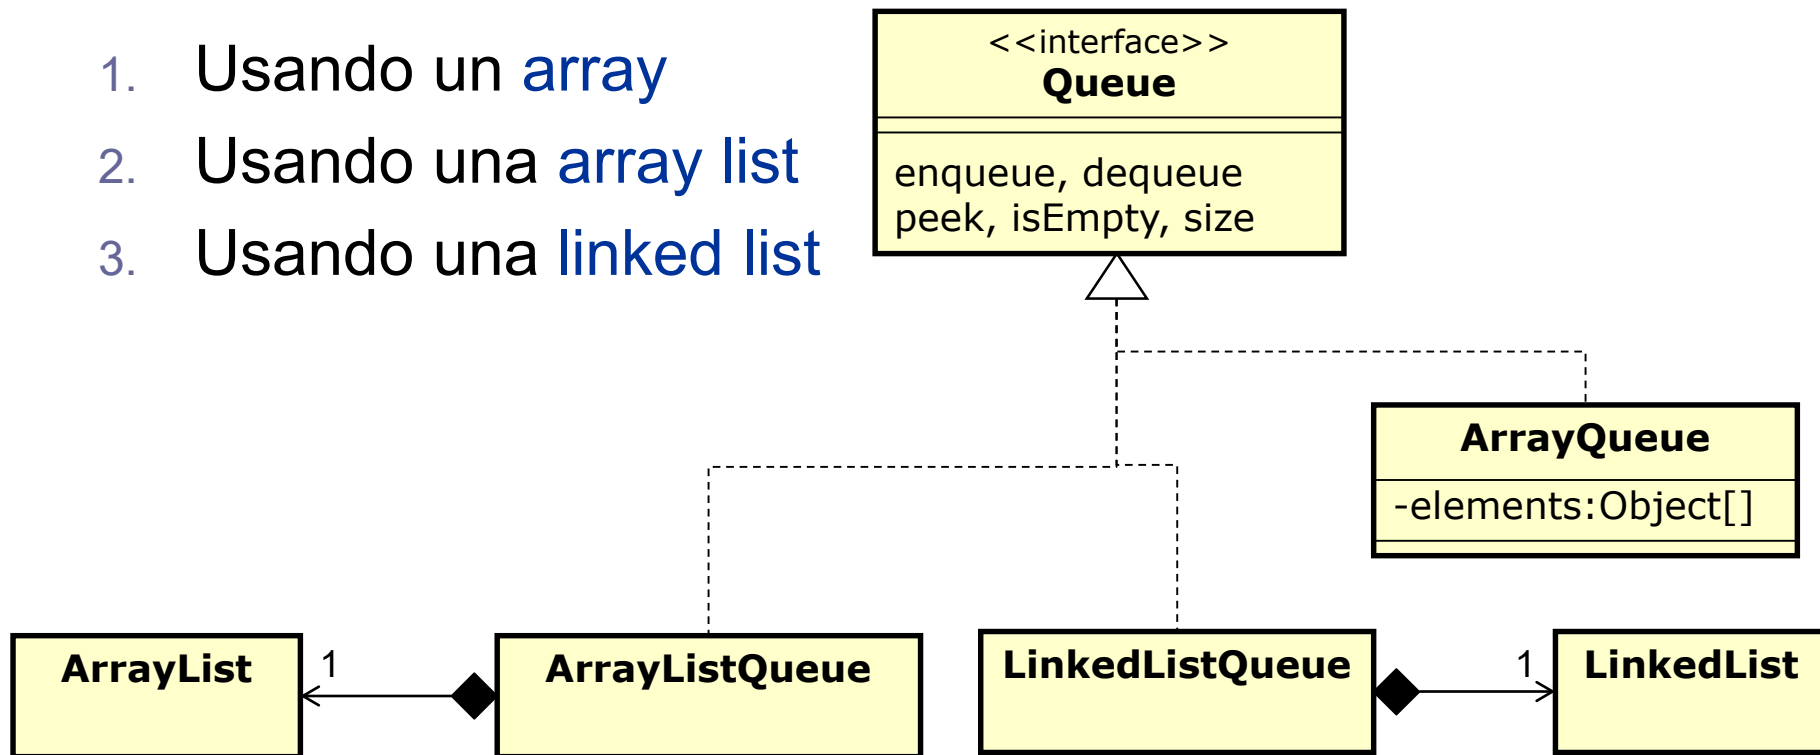 1. Usando un array
2. Usando una array list
3. Usando una linked list
<<interface>>
Queue
enqueue, dequeue
peek, isEmpty, size
ArrayQueue
-elements:Object[]
ArrayList
1
ArrayListQueue
LinkedListQueue
1
LinkedList